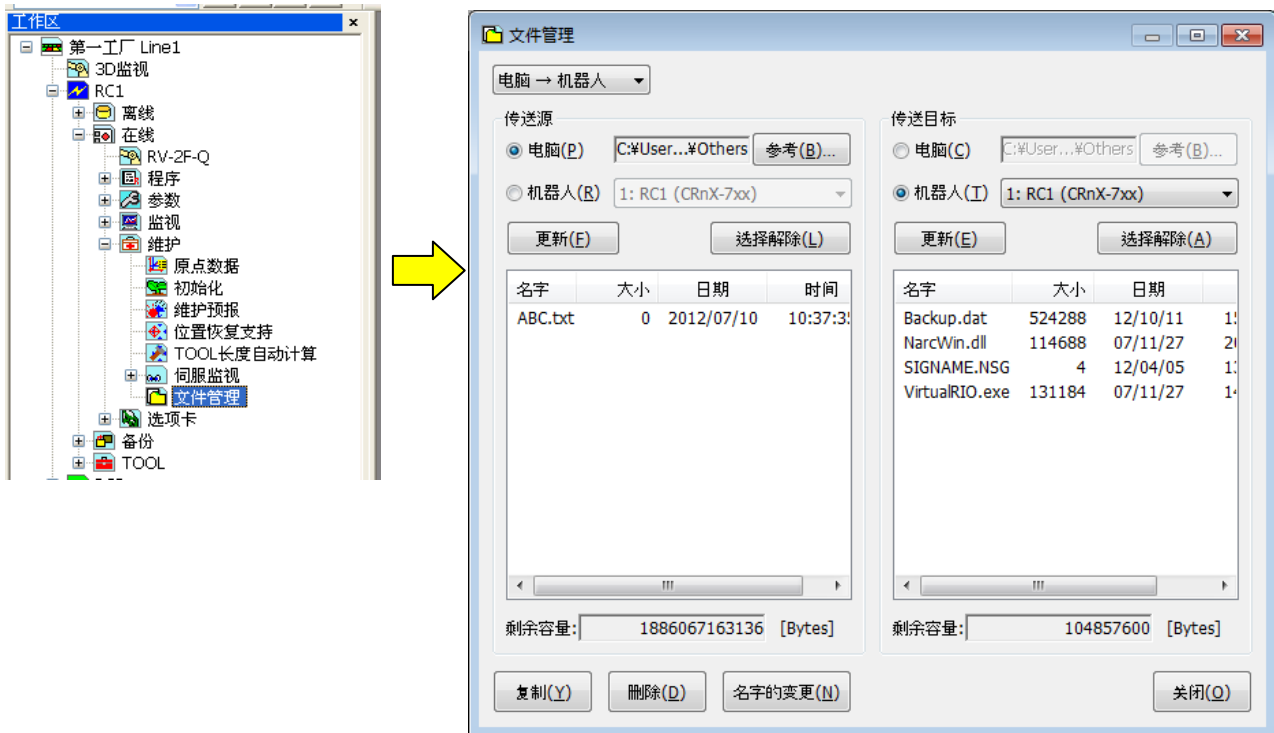 工作区
第一工厂 Line1
3D监视
RC1
离线
在线
RV-2F-Q
程序
参数
监视
维护
原点数据
初始化
维护预报
位置恢复支持
TOOL长度自动计算
伺服监视
文件管理
选项卡
备份
TOOL
文件管理
电脑 → 机器人
传送源
电脑(P) C:¥User...¥Others 参考(B)...
机器人(R) 1: RC1 (CRnX-7xx)
更新(F) 选择解除(L)
名字 大小 日期 时间
ABC.txt 0 2012/07/10 10:37:3
剩余容量: 1886067163136 [Bytes]
传送目标
电脑(C) C:¥User...¥Others 参考(B)...
机器人(T) 1: RC1 (CRnX-7xx)
更新(E) 选择解除(A)
名字 大小 日期
Backup.dat 524288 12/10/11
NarcWin.dll 114688 07/11/27
SIGNAME.NSG 4 12/04/05
VirtualRIO.exe 131184 07/11/27
剩余容量: 104857600 [Bytes]
复制(Y) 删除(D) 名字的变更(N) 关闭(O)